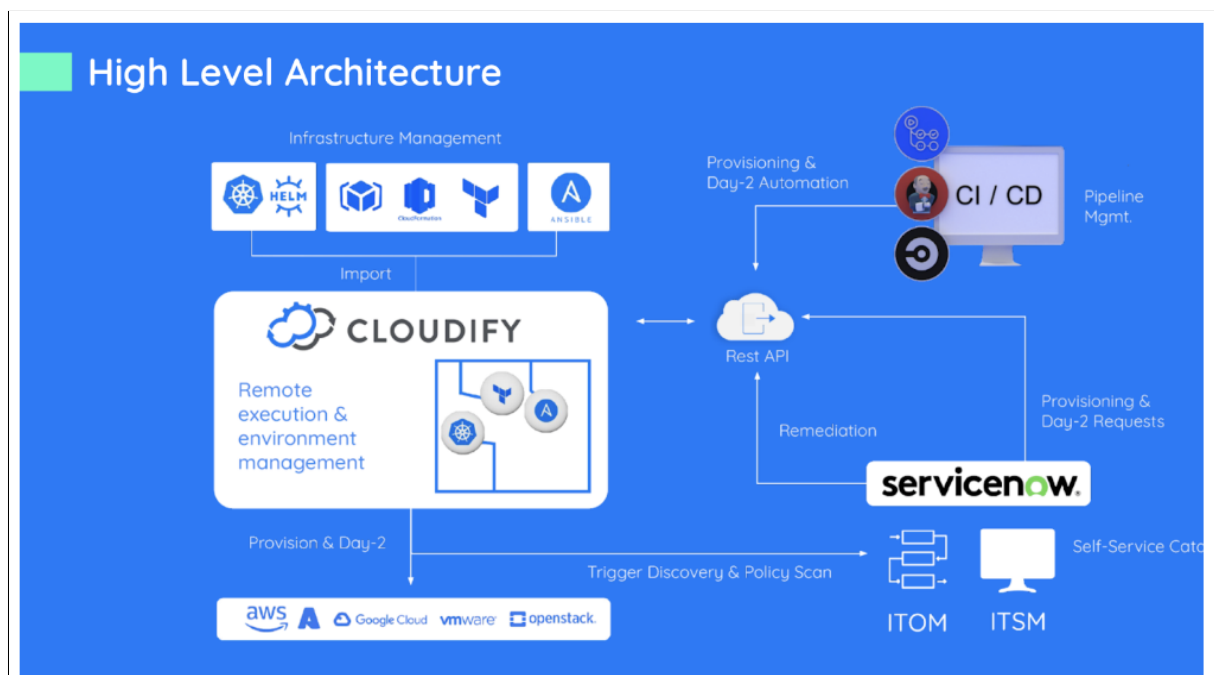 High Level Architecture
Infrastructure Management
HELM
Cloudformation
ANSIBLE
Import
CLOUDIFY
Remote
execution &
environment
management
Provision & Day-2
aws
Google Cloud
vmware
openstack.
Provisioning &
Day-2 Automation
CI / CD
Pipeline
Mgmt.
Rest API
Remediation
Provisioning &
Day-2 Requests
servicenow.
Trigger Discovery & Policy Scan
ITOM
ITSM
Self-Service Cata